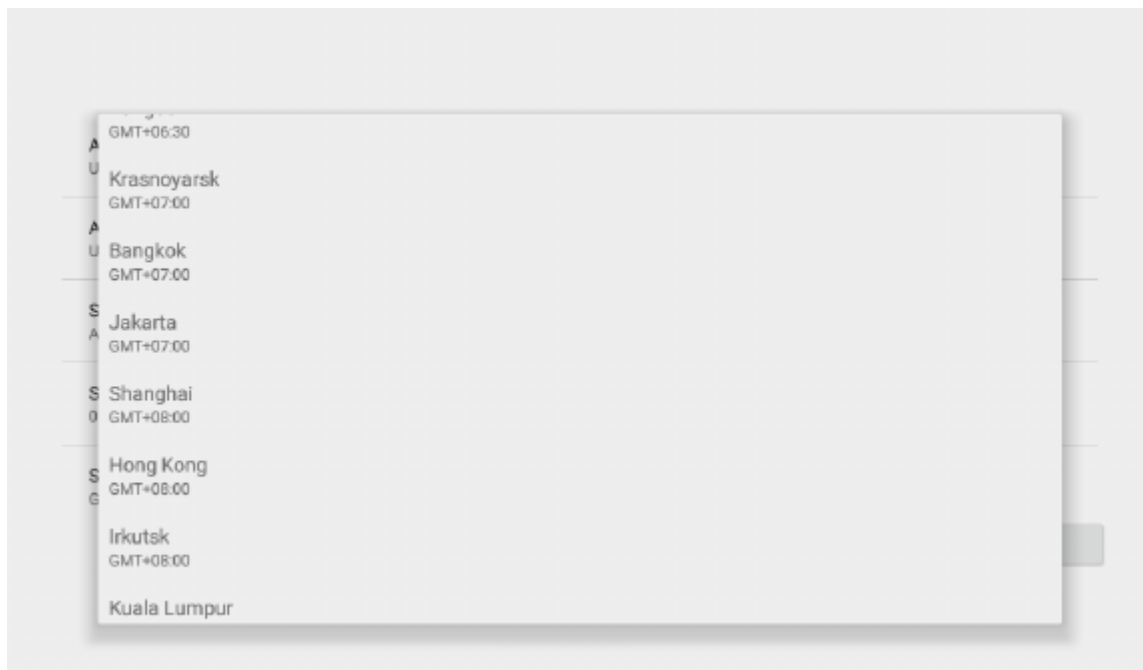 GMT+06:30
Krasnoyarsk
GMT+07:00
Bangkok
GMT+07:00
Jakarta
GMT+07:00
Shanghai
GMT+08:00
Hong Kong
GMT+08:00
Irkutsk
GMT+08:00
Kuala Lumpur